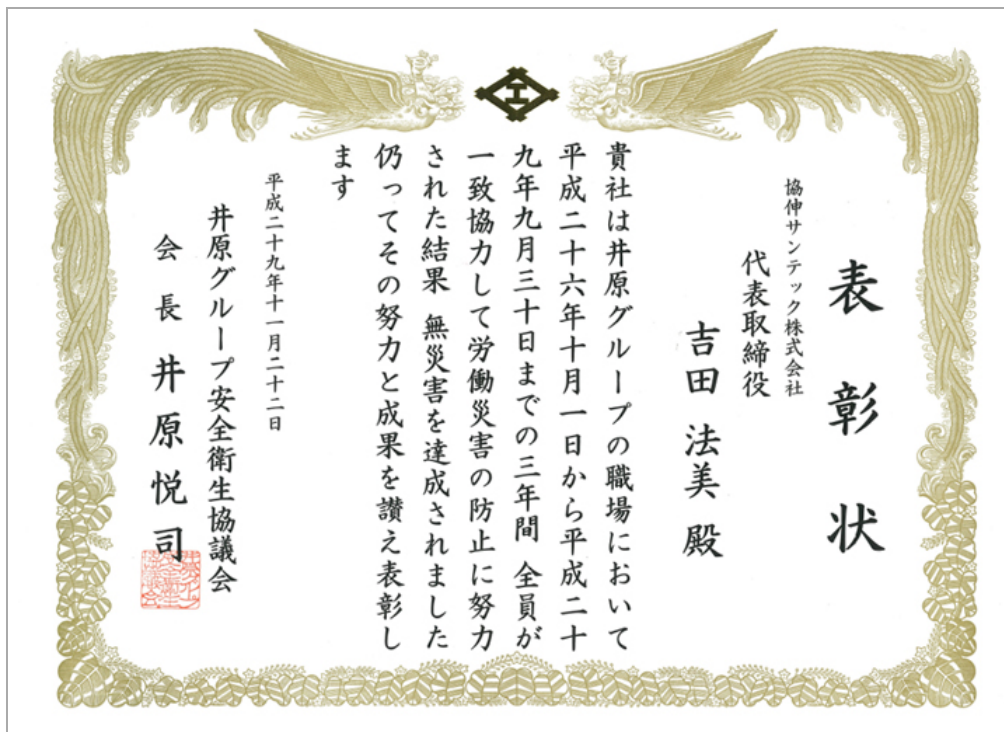 表彰状
協伸サンテック株式会社
代表取締役
吉田 法美 殿
貴社は井原グループの職場において
平成二十六年十月一日から平成二十
九年九月三十日までの三年間 全員が
一致協力して労働災害の防止に努力
された結果 無災害を達成されました
仍ってその努力と成果を讃え表彰し
ます
平成二十九年十一月二十二日
井原グループ安全衛生協議会
会長 井原悦司